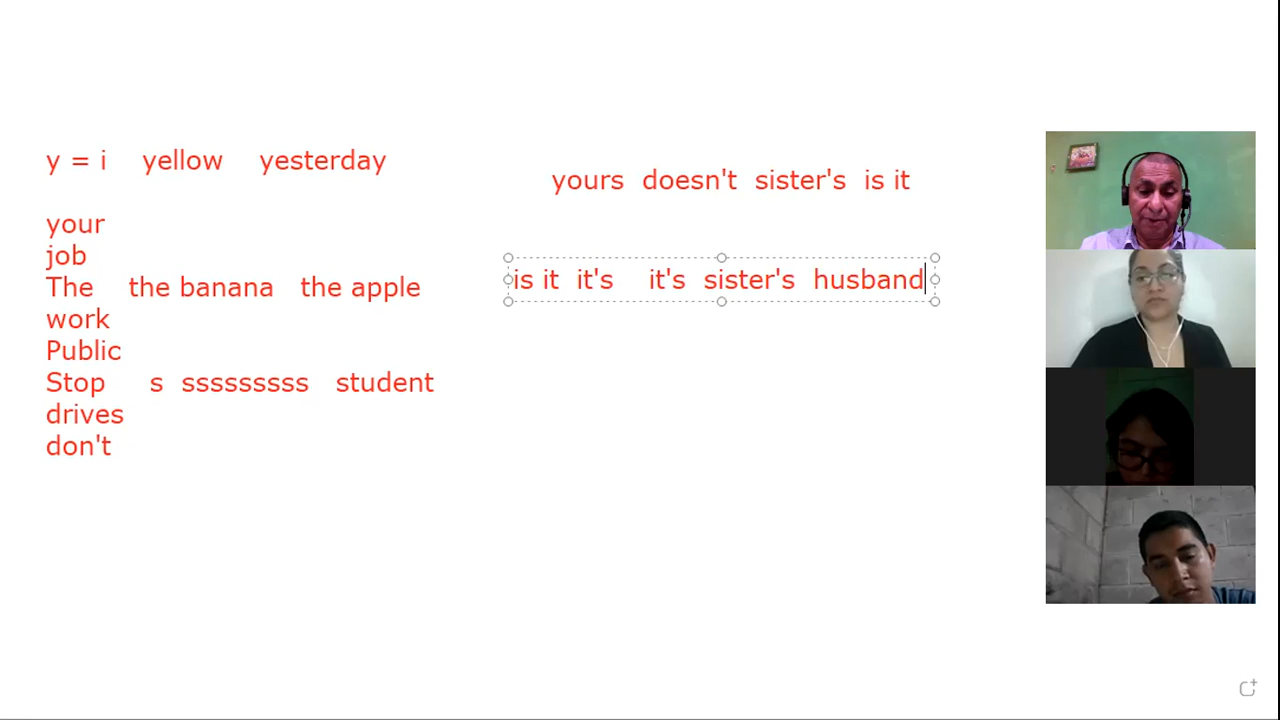 y = i yellow yesterday
your
job
The the banana the apple
work
Public
Stop s sssssssss student
drives
don't
yours doesn't sister's is it
is it it's it's sister's husband